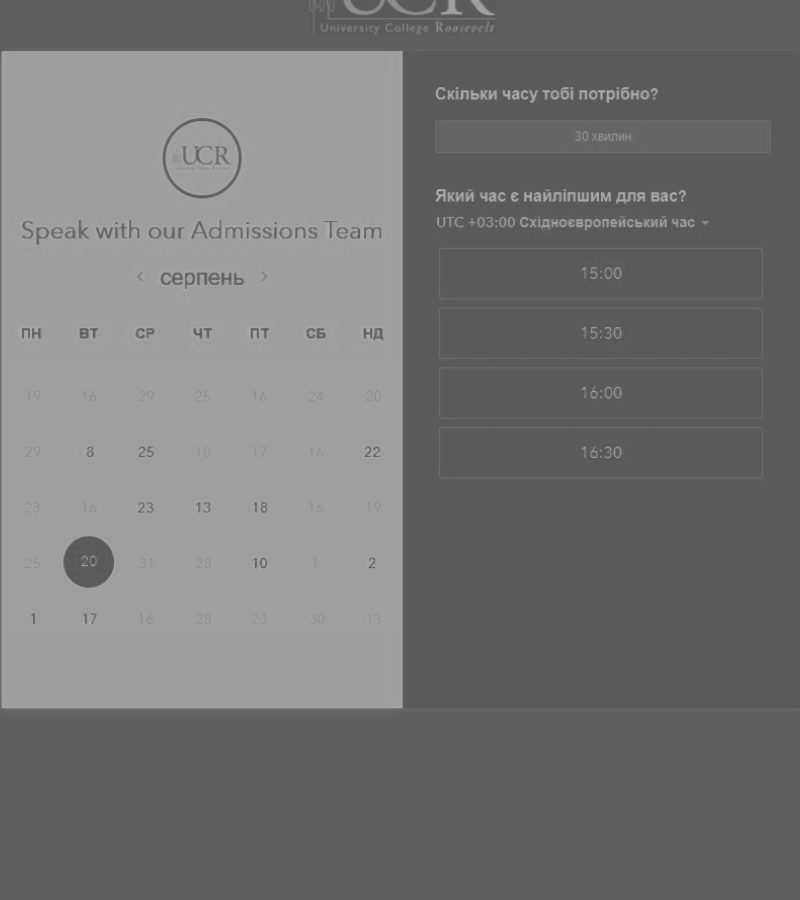 UCR
University College Roosevelt
UCR
Speak with our Admissions Team
серпень
ПН ВТ СР ЧТ ПТ СБ НД
19 16 29 25 16 24 20
29 8 25 18 17 16 22
23 16 23 13 18 16 19
25 20 31 28 10 1 2
1 17 16 28 23 30 13
Скільки часу тобі потрібно?
30 хвилин
Який час є найліпшим для вас?
UTC +03:00 Східноєвропейський час
15:00
15:30
16:00
16:30